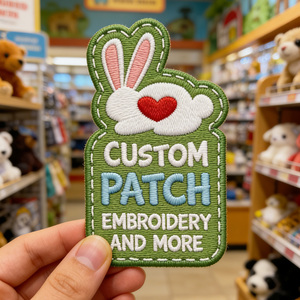 CUSTOM
PATCH
EMBROIDERY
AND MORE